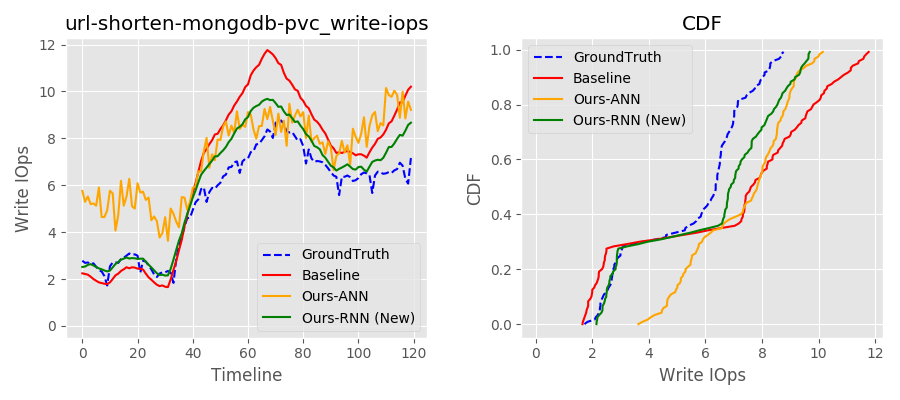 url-shorten-mongodb-pvc_write-iops
Write IOps
12
10
8
6
4
2
0
0 20 40 60 80 100 120
Timeline
GroundTruth
Baseline
Ours-ANN
Ours-RNN (New)
CDF
CDF
1.0
0.8
0.6
0.4
0.2
0.0
0 2 4 6 8 10 12
Write IOps
GroundTruth
Baseline
Ours-ANN
Ours-RNN (New)